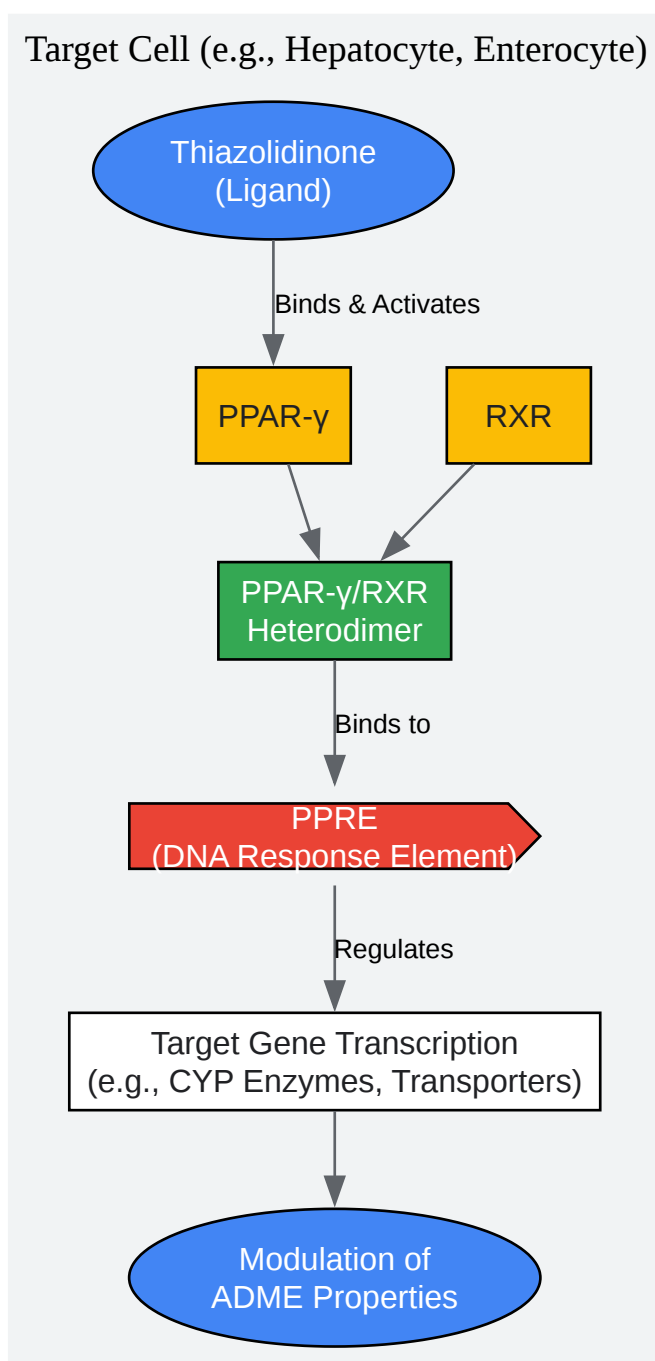 Target Cell (e.g., Hepatocyte, Enterocyte)
Thiazolidinone
(Ligand)
Binds & Activates
PPAR-γ
RXR
PPAR-γ/RXR
Heterodimer
Binds to
PPRE
(DNA Response Element)
Regulates
Target Gene Transcription
(e.g., CYP Enzymes, Transporters)
Modulation of
ADME Properties